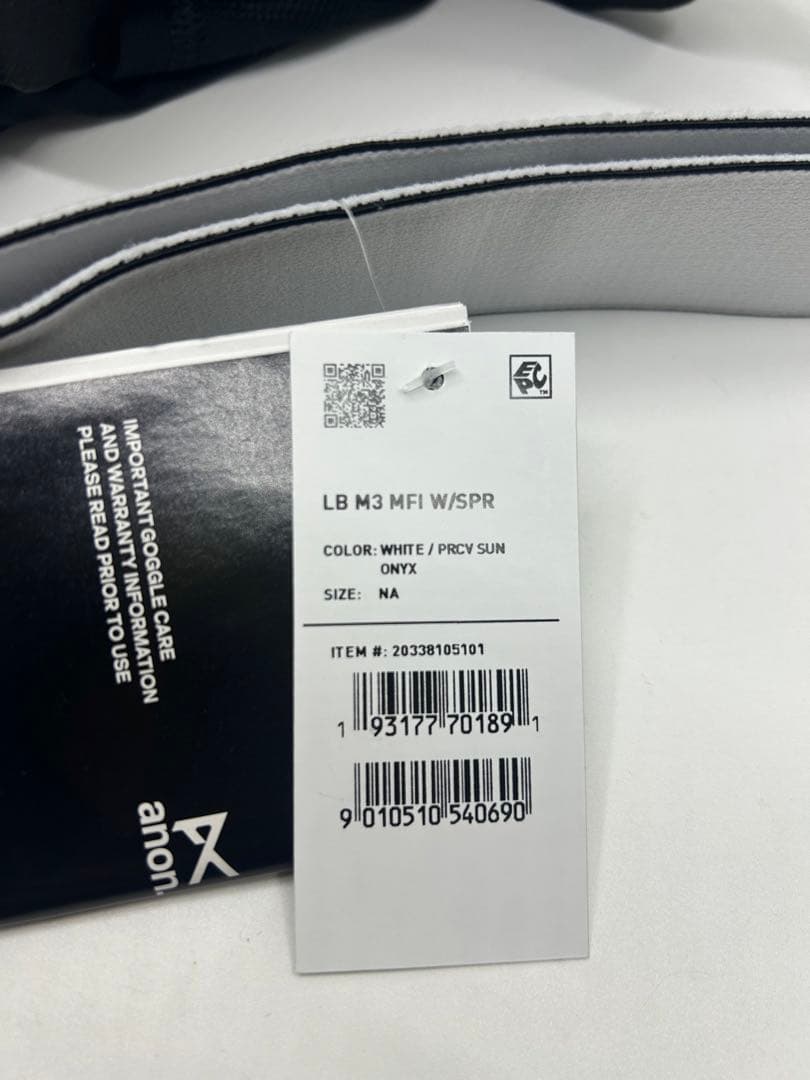 EPC™
LB M3 MFI W/SPR
COLOR: WHITE / PRCV SUN
ONYX
SIZE: NA
ITEM #: 20338105101
1 93177 70189 1
9 010510 540690
IMPORTANT GOGGLE CARE
AND WARRANTY INFORMATION
PLEASE READ PRIOR TO USE
anon.